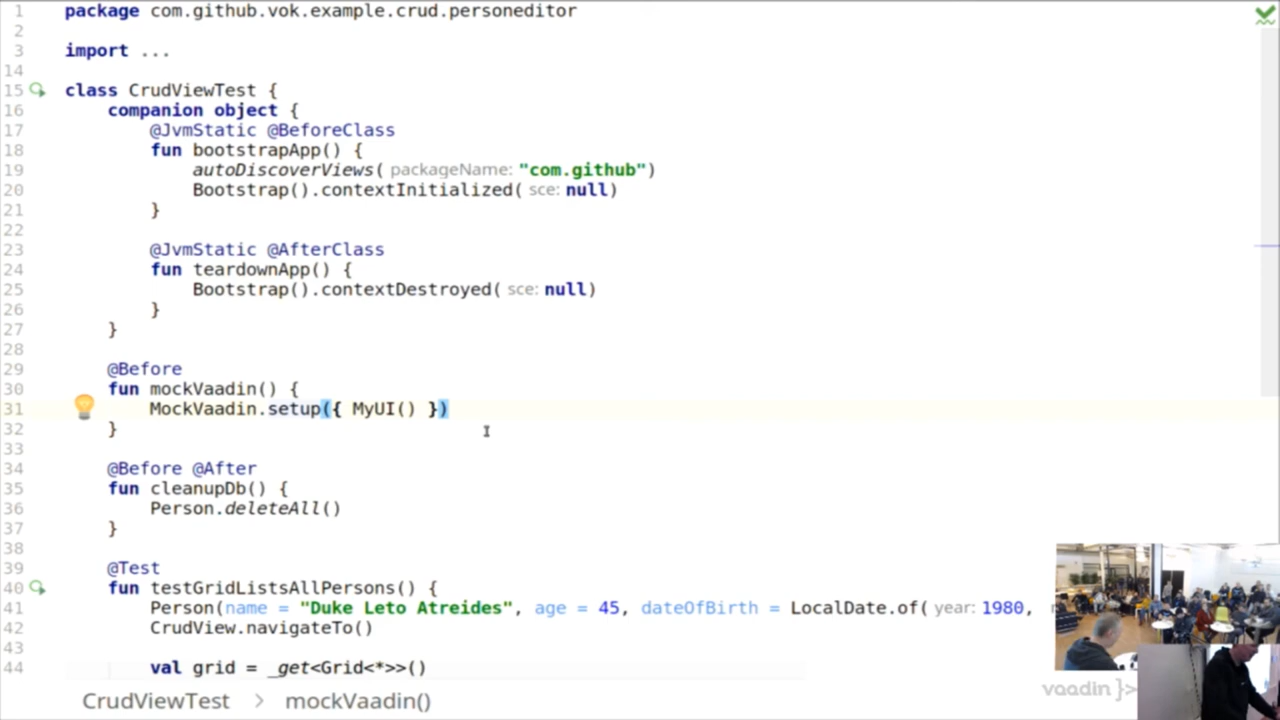 1 package com.github.vok.example.crud.personeditor
2
3 import ...
14
15 class CrudViewTest {
16 companion object {
17 @JvmStatic @BeforeClass
18 fun bootstrapApp() {
19 autoDiscoverViews( packageName: "com.github")
20 Bootstrap().contextInitialized( sce: null)
21 }
22
23 @JvmStatic @AfterClass
24 fun teardownApp() {
25 Bootstrap().contextDestroyed( sce: null)
26 }
27 }
28
29 @Before
30 fun mockVaadin() {
31 MockVaadin.setup({ MyUI() })
32 }
33
34 @Before @After
35 fun cleanupDb() {
36 Person.deleteAll()
37 }
38
39 @Test
40 fun testGridListsAllPersons() {
41 Person(name = "Duke Leto Atreides", age = 45, dateOfBirth = LocalDate.of( year: 1980,
42 CrudView.navigateTo()
43
44 val grid = _get<Grid<*>>()
CrudViewTest > mockVaadin()
vaadin }>